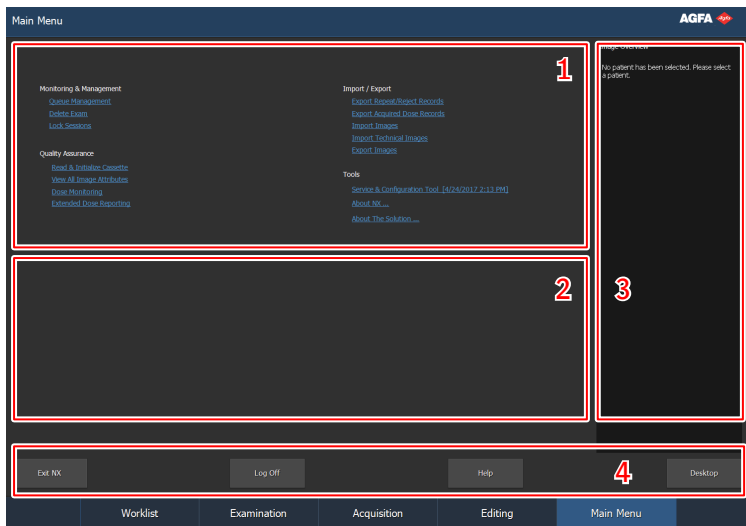 Main Menu
AGFA
1
Image Overview
No patient has been selected. Please select
a patient.
Monitoring & Management
Queue Management
Delete Exam
Lock Sessions
Quality Assurance
Read & Initialize Cassette
View All Image Attributes
Dose Monitoring
Extended Dose Reporting
Import / Export
Export Repeat/Reject Records
Export Acquired Dose Records
Import Images
Import Technical Images
Export Images
Tools
Service & Configuration Tool [4/24/2017 2:13 PM]
About NX ...
About The Solution ...
2
3
4
Exit NX
Log Off
Help
Desktop
Worklist
Examination
Acquisition
Editing
Main Menu